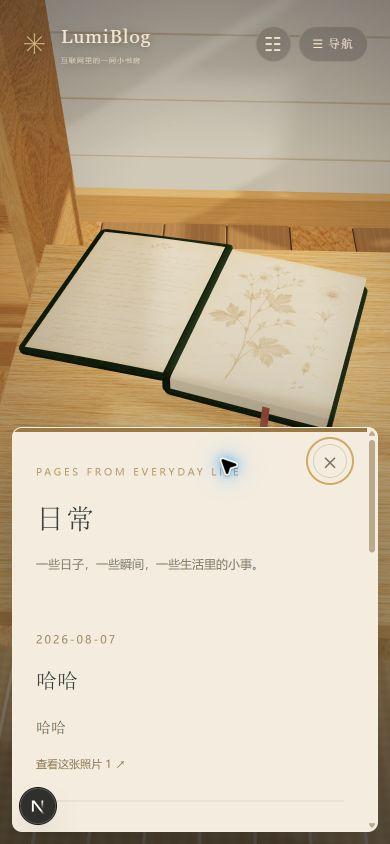 LumiBlog
互联网里的一间小书房
☰ 导航
PAGES FROM EVERYDAY LIFE
日常
一些日子，一些瞬间，一些生活里的小事。
2026-08-07
哈哈
哈哈
查看这张照片 1 ↗
N